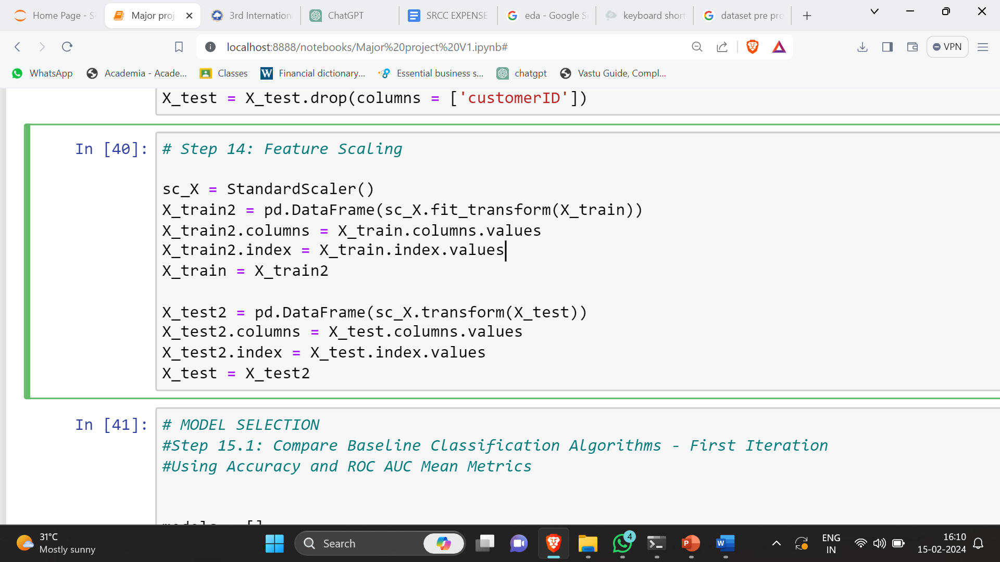 Home Page - S
Major proj
3rd Internation
ChatGPT
SRCC EXPENSE
eda - Google S
keyboard short
dataset pre pro
localhost:8888/notebooks/Major%20project%20V1.ipynb#
VPN
WhatsApp
Academia - Acade...
Classes
Financial dictionary...
Essential business s...
chatgpt
Vastu Guide, Compl...
X_test = X_test.drop(columns = ['customerID'])
In [40]:
# Step 14: Feature Scaling
sc_X = StandardScaler()
X_train2 = pd.DataFrame(sc_X.fit_transform(X_train))
X_train2.columns = X_train.columns.values
X_train2.index = X_train.index.values
X_train = X_train2
X_test2 = pd.DataFrame(sc_X.transform(X_test))
X_test2.columns = X_test.columns.values
X_test2.index = X_test.index.values
X_test = X_test2
In [41]:
# MODEL SELECTION
#Step 15.1: Compare Baseline Classification Algorithms - First Iteration
#Using Accuracy and ROC AUC Mean Metrics
31°C
Mostly sunny
Search
4
ENG
IN
16:10
15-02-2024